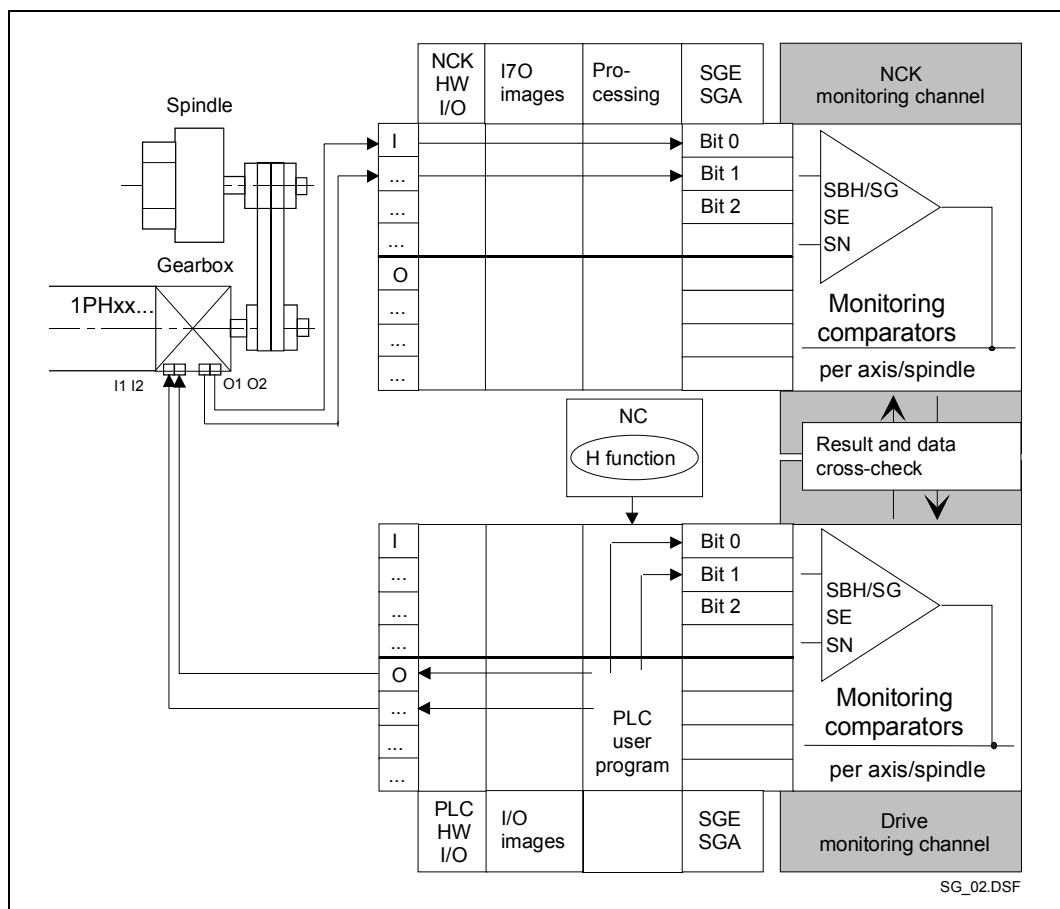 NCK
HW
I/O
I7O
images
Pro-
cessing
SGE
SGA
NCK
monitoring channel
Spindle
Gearbox
1PHxx...
I1 I2
O1 O2
I
...
...
...
O
...
...
...
Bit 0
Bit 1
Bit 2
SBH/SG
SE
SN
Monitoring
comparators
per axis/spindle
NC
H function
Result and data
cross-check
I
...
...
...
O
...
...
...
Bit 0
Bit 1
Bit 2
PLC
user
program
SBH/SG
SE
SN
Monitoring
comparators
per axis/spindle
PLC
HW
I/O
I/O
images
SGE
SGA
Drive
monitoring channel
SG_02.DSF